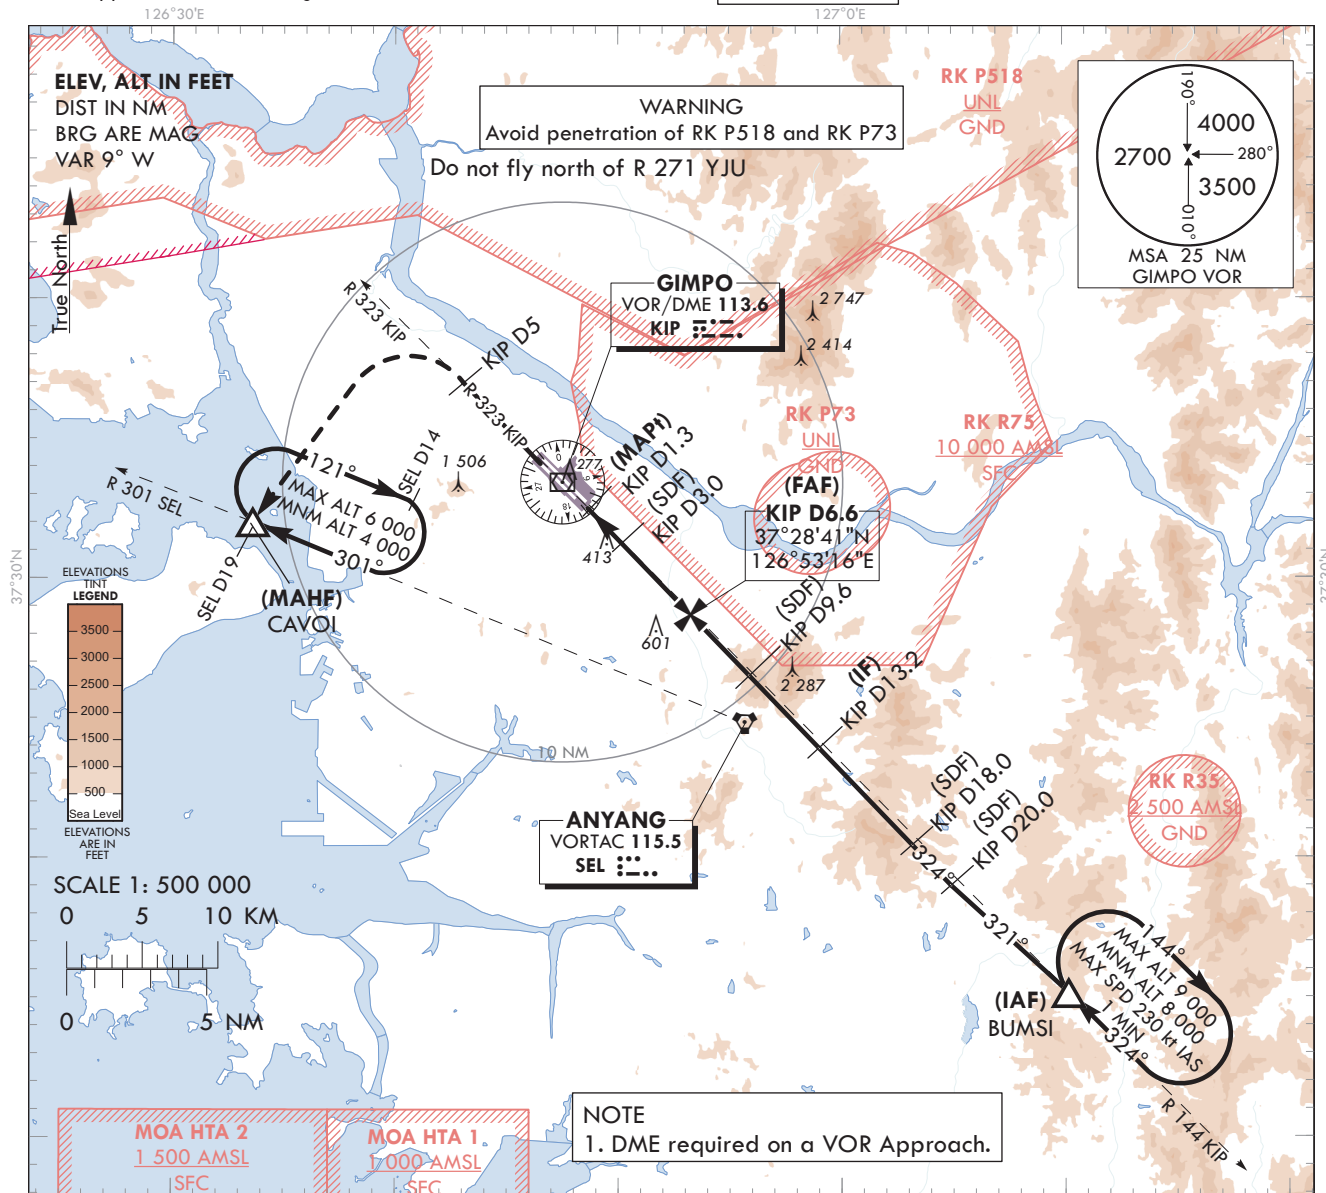 126°30'E
127°0'E
ELEV, ALT IN FEET
DIST IN NM
BRG ARE MAG
VAR 9° W
True North
WARNING
Avoid penetration of RK P518 and RK P73
Do not fly north of R 271 YJU
RK P518
UNL
GND
190°
4000
2700
280°
3500
010°
MSA 25 NM
GIMPO VOR
GIMPO
VOR/DME 113.6
KIP
2 747
2 414
R 323 KIP
KIP D5
R-323-KIP
RK P73
UNL
GND
RK R75
10 000 AMSL
SFC
(MAPt)
KIP D1.3
(SDF)
KIP D3.0
277
0
9
18
27
(FAF)
KIP D6.6
37°28'41"N
126°53'16"E
121°
MAX ALT 6 000
MNM ALT 4 000
301°
SEL D14
1 506
R 301 SEL
SEL D19
(MAHF)
CAVOI
413
601
(SDF)
KIP D9.6
2 287
(IF)
KIP D13.2
37°30'N
37°30'N
ELEVATIONS
TINT
LEGEND
3500
3000
2500
2000
1500
1000
500
Sea Level
ELEVATIONS
ARE IN
FEET
10 NM
ANYANG
VORTAC 115.5
SEL
(SDF)
KIP D18.0
(SDF)
KIP D20.0
324°
321°
RK R35
2 500 AMSL
GND
SCALE 1: 500 000
0 5 10 KM
0 5 NM
(IAF)
BUMSI
144°
MAX ALT 9 000
MNM ALT 8 000
MAX SPD 230 kt IAS
1 MIN
324°
R 144 KIP
MOA HTA 2
1 500 AMSL
SFC
MOA HTA 1
1 000 AMSL
SFC
NOTE
1. DME required on a VOR Approach.